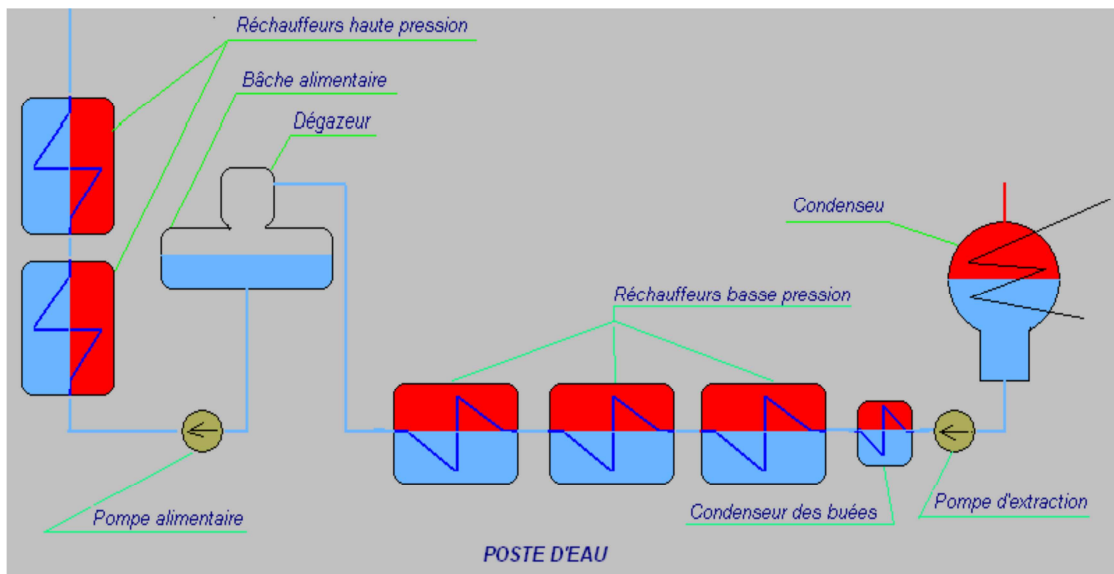 Réchauffeurs haute pression
Bâche alimentaire
Dégazeur
Condenseu
Réchauffeurs basse pression
Pompe alimentaire
Condenseur des buées
Pompe d'extraction
POSTE D'EAU